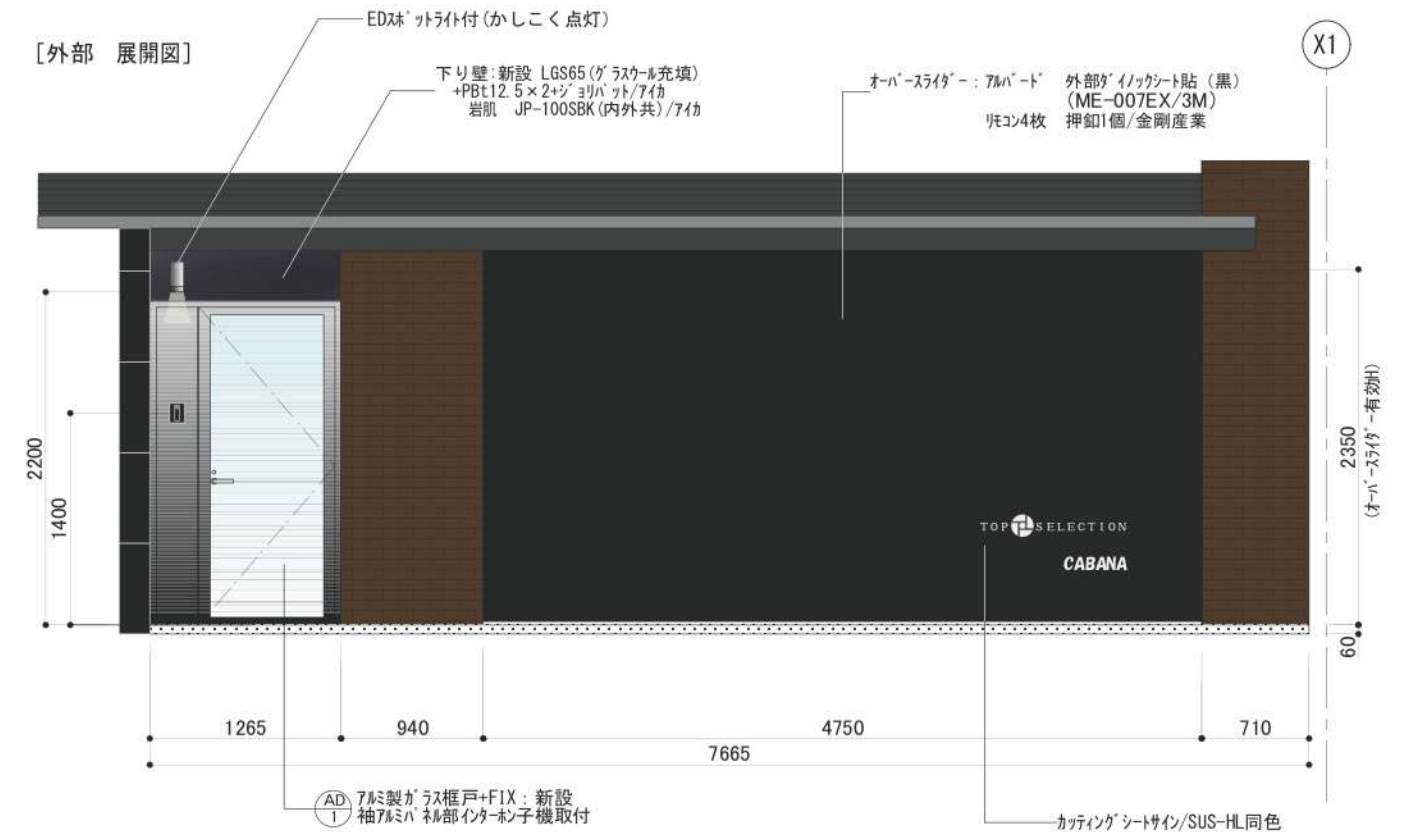 EDｽﾎﾟｯﾄﾗｲﾄ付(かしこく点灯)
[外部 展開図]
X1
下り壁:新設 LGS65(ｸﾞﾗｽｳｰﾙ充填)
+PBt12.5×2+ｼﾞｮﾘﾊﾟｯﾄ/ｱｲｶ
岩肌 JP-100SBK(内外共)/ｱｲｶ
ｵｰﾊﾞｰｽﾗｲﾀﾞｰ：ｱﾙﾊﾞｰﾄﾞ 外部ﾀﾞｲﾉｯｸｼｰﾄ貼（黒）
(ME-007EX/3M)
ﾘﾓｺﾝ4枚 押釦1個/金剛産業
2200
1400
2350
(ｵｰﾊﾞｰｽﾗｲﾀﾞｰ有効H)
60
TOP SELECTION
CABANA
1265
940
4750
710
7665
AD
1
ｱﾙﾐ製ｶﾞﾗｽ框戸+FIX：新設
袖ｱﾙﾐﾊﾟﾈﾙ部ｲﾝﾀｰﾎﾝ子機取付
ｶｯﾃｨﾝｸﾞｼｰﾄｻｲﾝ/SUS-HL同色